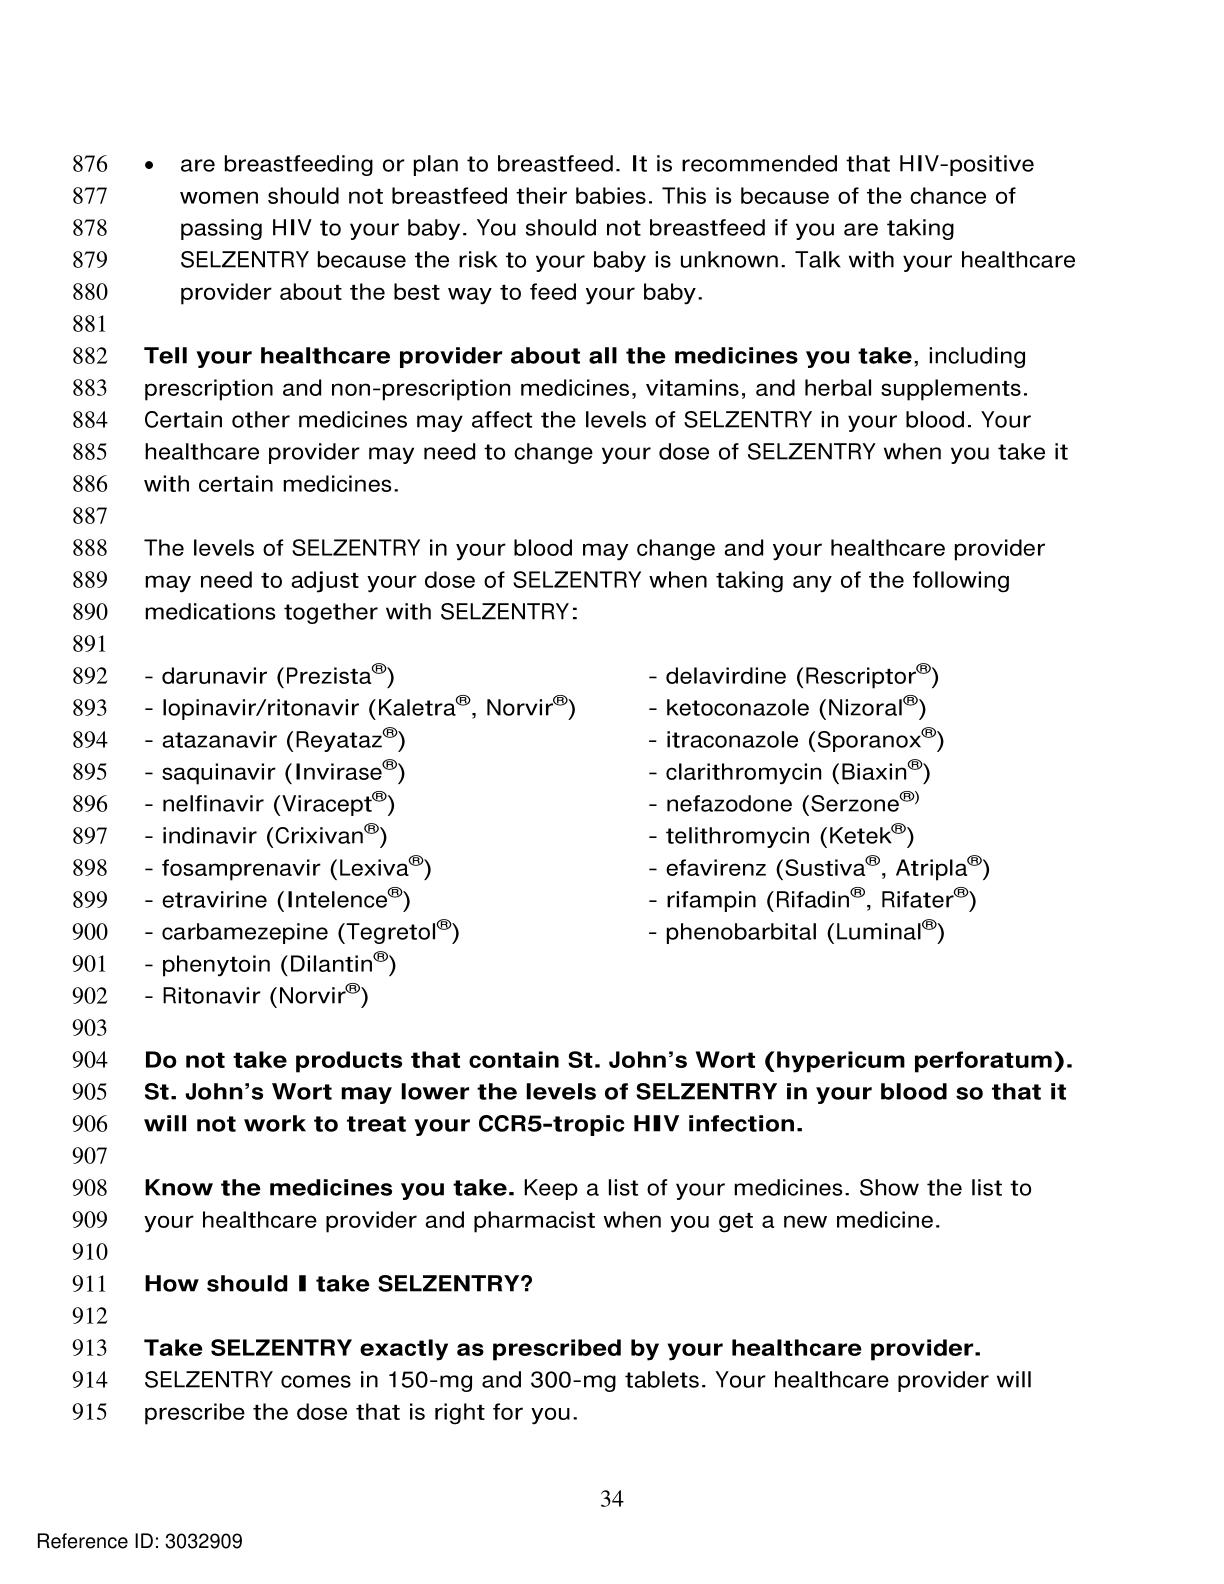 876 • are breastfeeding or plan to breastfeed. It is recommended that HIV-positive
877 women should not breastfeed their babies. This is because of the chance of
878 passing HIV to your baby. You should not breastfeed if you are taking
879 SELZENTRY because the risk to your baby is unknown. Talk with your healthcare
880 provider about the best way to feed your baby.
881
882 Tell your healthcare provider about all the medicines you take, including
883 prescription and non-prescription medicines, vitamins, and herbal supplements.
884 Certain other medicines may affect the levels of SELZENTRY in your blood. Your
885 healthcare provider may need to change your dose of SELZENTRY when you take it
886 with certain medicines.
887
888 The levels of SELZENTRY in your blood may change and your healthcare provider
889 may need to adjust your dose of SELZENTRY when taking any of the following
890 medications together with SELZENTRY:
891
892 - darunavir (Prezista®) - delavirdine (Rescriptor®)
893 - lopinavir/ritonavir (Kaletra®, Norvir®) - ketoconazole (Nizoral®)
894 - atazanavir (Reyataz®) - itraconazole (Sporanox®)
895 - saquinavir (Invirase®) - clarithromycin (Biaxin®)
896 - nelfinavir (Viracept®) - nefazodone (Serzone®)
897 - indinavir (Crixivan®) - telithromycin (Ketek®)
898 - fosamprenavir (Lexiva®) - efavirenz (Sustiva®, Atripla®)
899 - etravirine (Intelence®) - rifampin (Rifadin®, Rifater®)
900 - carbamezepine (Tegretol®) - phenobarbital (Luminal®)
901 - phenytoin (Dilantin®)
902 - Ritonavir (Norvir®)
903
904 Do not take products that contain St. John's Wort (hypericum perforatum).
905 St. John's Wort may lower the levels of SELZENTRY in your blood so that it
906 will not work to treat your CCR5-tropic HIV infection.
907
908 Know the medicines you take. Keep a list of your medicines. Show the list to
909 your healthcare provider and pharmacist when you get a new medicine.
910
911 How should I take SELZENTRY?
912
913 Take SELZENTRY exactly as prescribed by your healthcare provider.
914 SELZENTRY comes in 150-mg and 300-mg tablets. Your healthcare provider will
915 prescribe the dose that is right for you.
34
Reference ID: 3032909